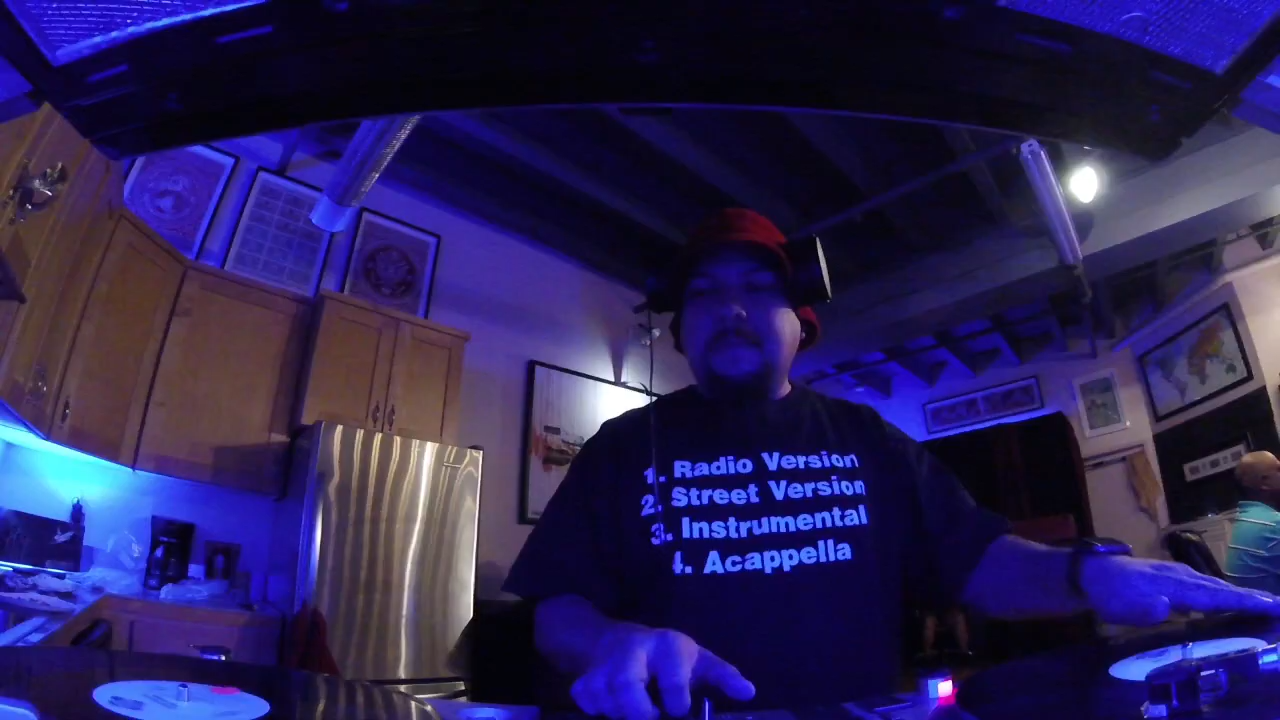 1. Radio Version
2. Street Version
3. Instrumental
4. Acappella